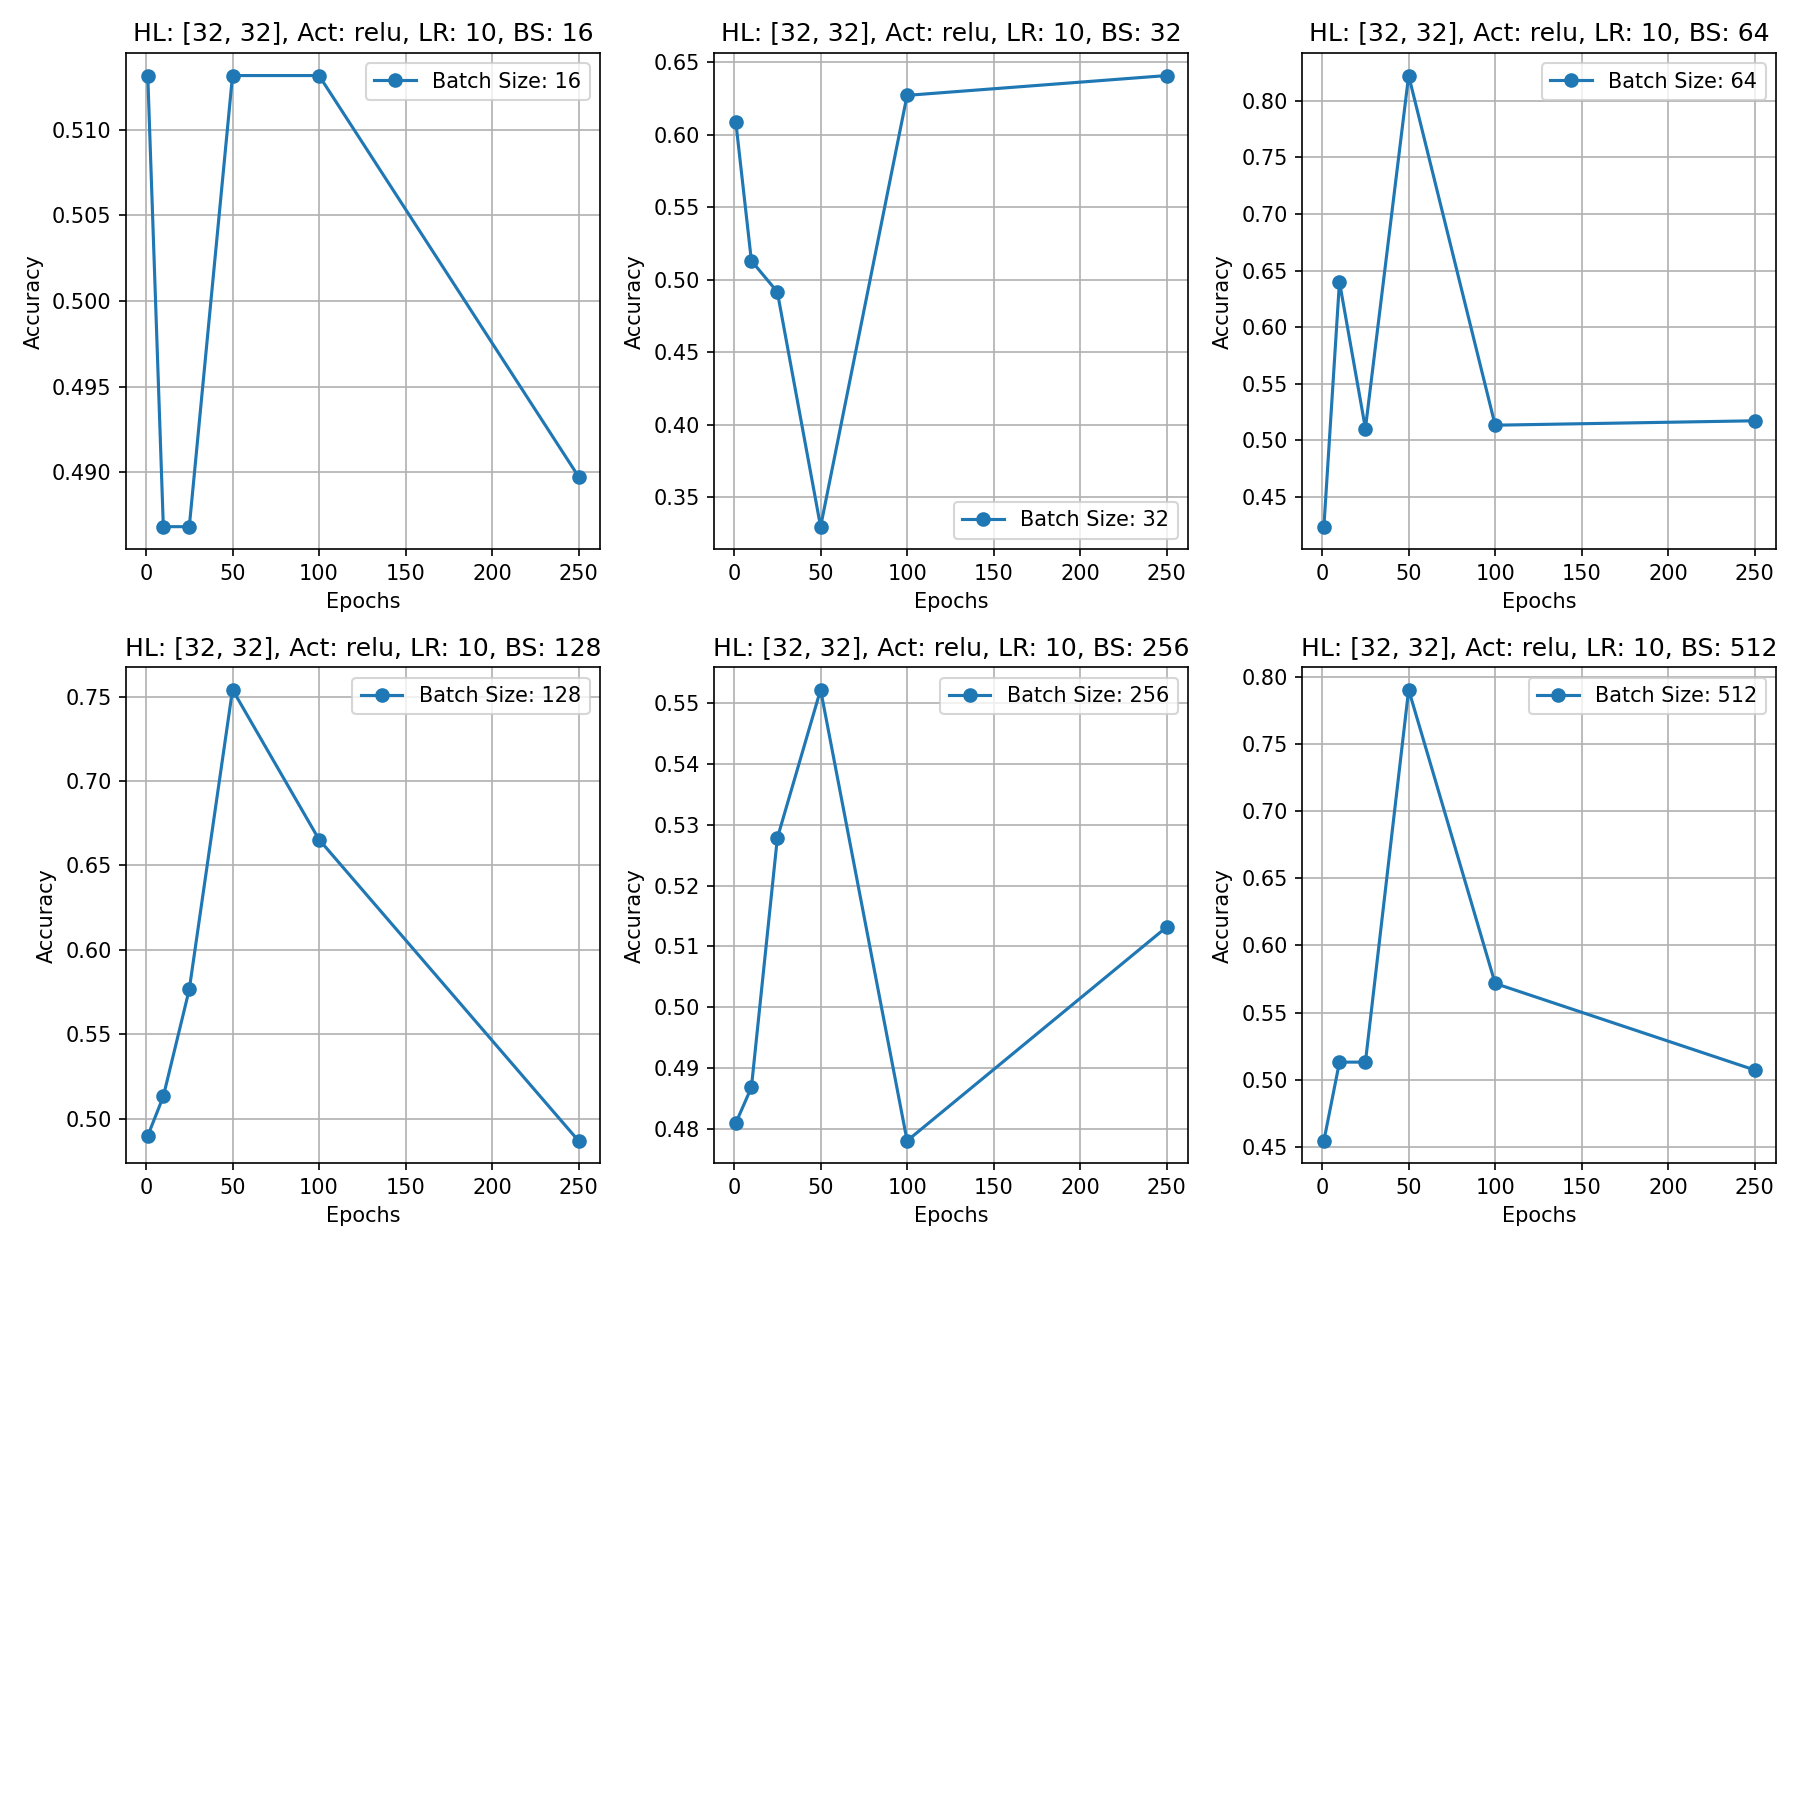 HL: [32, 32], Act: relu, LR: 10, BS: 16
Batch Size: 16
0.510
0.505
0.500
0.495
0.490
Accuracy
0 50 100 150 200 250
Epochs
HL: [32, 32], Act: relu, LR: 10, BS: 32
0.65
0.60
0.55
0.50
0.45
0.40
0.35
Accuracy
Batch Size: 32
0 50 100 150 200 250
Epochs
HL: [32, 32], Act: relu, LR: 10, BS: 64
Batch Size: 64
0.80
0.75
0.70
0.65
0.60
0.55
0.50
0.45
Accuracy
0 50 100 150 200 250
Epochs
HL: [32, 32], Act: relu, LR: 10, BS: 128
Batch Size: 128
0.75
0.70
0.65
0.60
0.55
0.50
Accuracy
0 50 100 150 200 250
Epochs
HL: [32, 32], Act: relu, LR: 10, BS: 256
Batch Size: 256
0.55
0.54
0.53
0.52
0.51
0.50
0.49
0.48
Accuracy
0 50 100 150 200 250
Epochs
HL: [32, 32], Act: relu, LR: 10, BS: 512
Batch Size: 512
0.80
0.75
0.70
0.65
0.60
0.55
0.50
0.45
Accuracy
0 50 100 150 200 250
Epochs